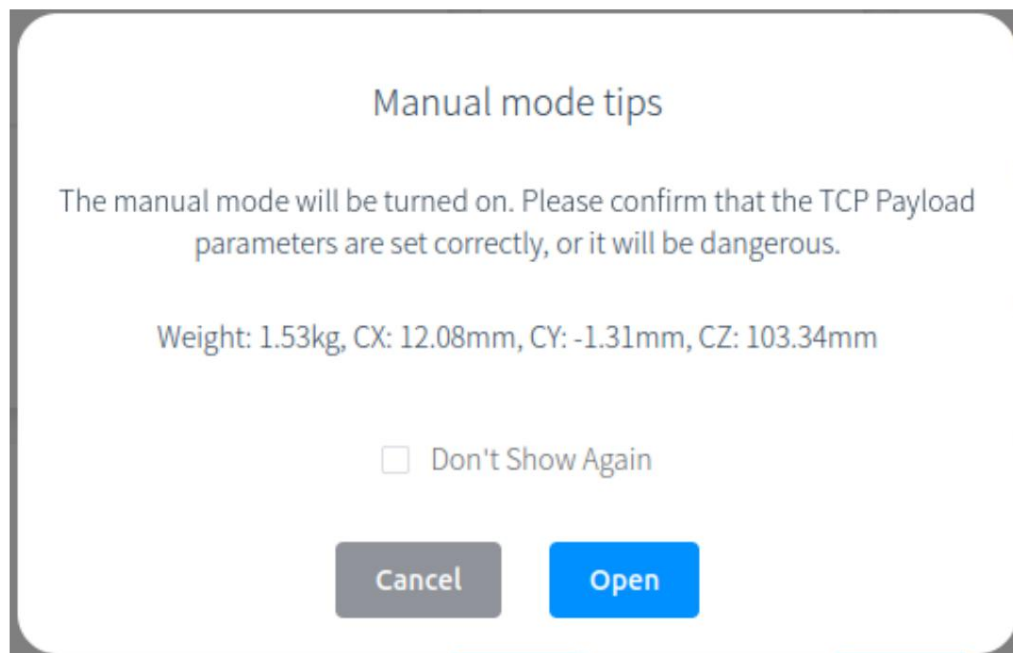 Manual mode tips
The manual mode will be turned on. Please confirm that the TCP Payload
parameters are set correctly, or it will be dangerous.
Weight: 1.53kg, CX: 12.08mm, CY: -1.31mm, CZ: 103.34mm
Don't Show Again
Cancel Open